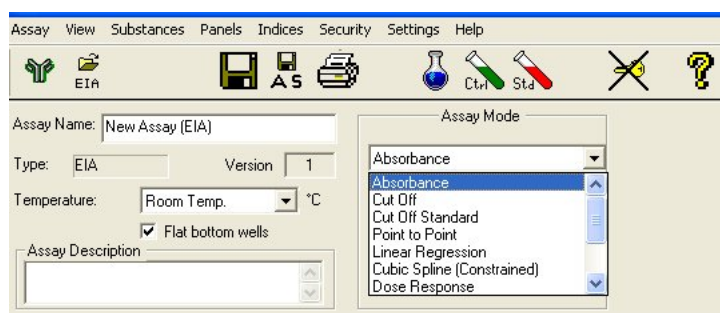 Assay View Substances Panels Indices Security Settings Help
EIA
AS
Ctrl
Std
Assay Name: New Assay (EIA)
Type: EIA Version 1
Temperature: Room Temp. °C
Flat bottom wells
Assay Description
Assay Mode
Absorbance
Absorbance
Cut Off
Cut Off Standard
Point to Point
Linear Regression
Cubic Spline (Constrained)
Dose Response